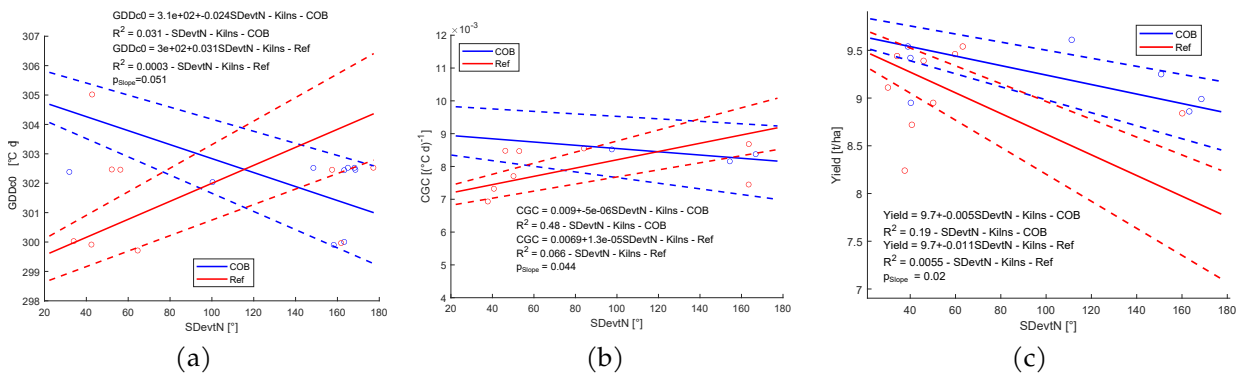 GDDc0 = 3.1e+02+-0.024SDevtN - Kilns - COB
R² = 0.031 - SDevtN - Kilns - COB
GDDc0 = 3e+02+0.031SDevtN - Kilns - Ref
R² = 0.0003 - SDevtN - Kilns - Ref
pSlope=0.051
307
306
305
304
303
302
301
300
299
298
GDDc0 [°C d]
COB
Ref
20 40 60 80 100 120 140 160 180
SDevtN [°]
(a)
×10⁻³
12
11
10
9
8
7
6
5
4
CGC [(°C d)⁻¹]
COB
Ref
CGC = 0.009+-5e-06SDevtN - Kilns - COB
R² = 0.48 - SDevtN - Kilns - COB
CGC = 0.0069+1.3e-05SDevtN - Kilns - Ref
R² = 0.066 - SDevtN - Kilns - Ref
pSlope = 0.044
20 40 60 80 100 120 140 160 180
SDevtN [°]
(b)
9.5
9
8.5
8
7.5
7
Yield [t/ha]
COB
Ref
Yield = 9.7+-0.005SDevtN - Kilns - COB
R² = 0.19 - SDevtN - Kilns - COB
Yield = 9.7+-0.011SDevtN - Kilns - Ref
R² = 0.0055 - SDevtN - Kilns - Ref
pSlope = 0.02
40 60 80 100 120 140 160 180
SDevtN [°]
(c)